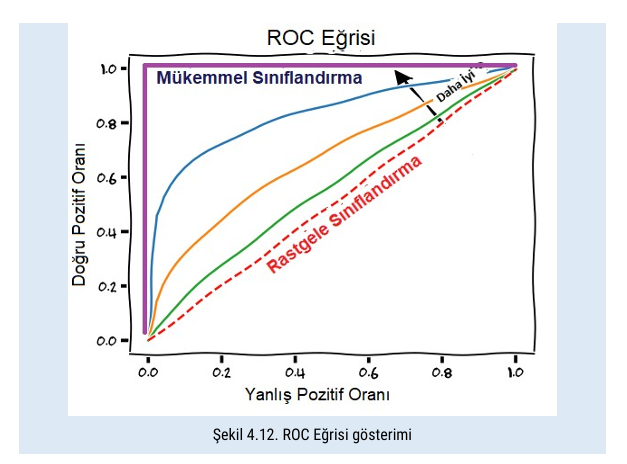 ROC Eğrisi
1.0
Mükemmel Sınıflandırma
Daha İyi
0.8
0.6
Doğru Pozitif Oranı
Rastgele Sınıflandırma
0.4
0.2
0.0
0.0 0.2 0.4 0.6 0.8 1.0
Yanlış Pozitif Oranı
Şekil 4.12. ROC Eğrisi gösterimi